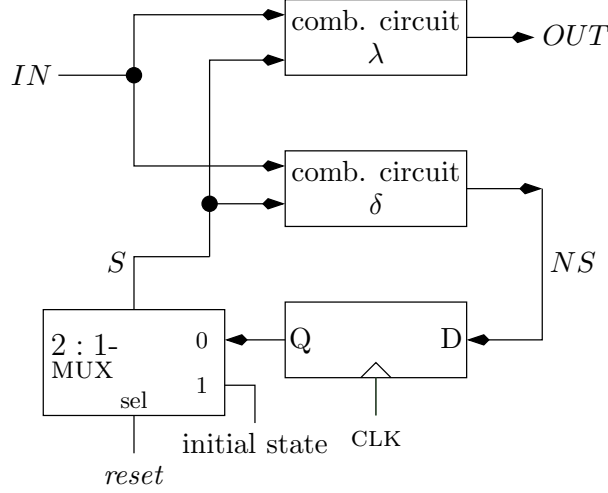 comb. circuit
λ
OUT
IN
comb. circuit
δ
S
NS
2 : 1-
MUX
0
1
sel
Q
D
initial state
CLK
reset